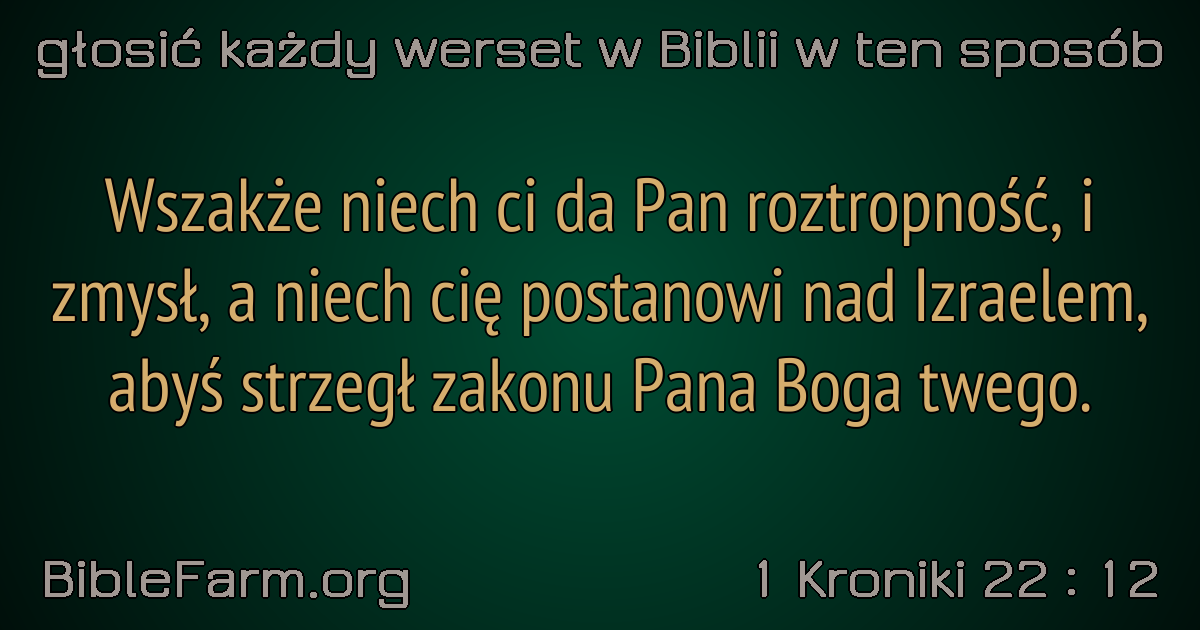 głosić każdy werset w Biblii w ten sposób
Wszakże niech ci da Pan roztropność, i
zmysł, a niech cię postanowi nad Izraelem,
abyś strzegł zakonu Pana Boga twego.
BibleFarm.org
1 Kroniki 22 : 12